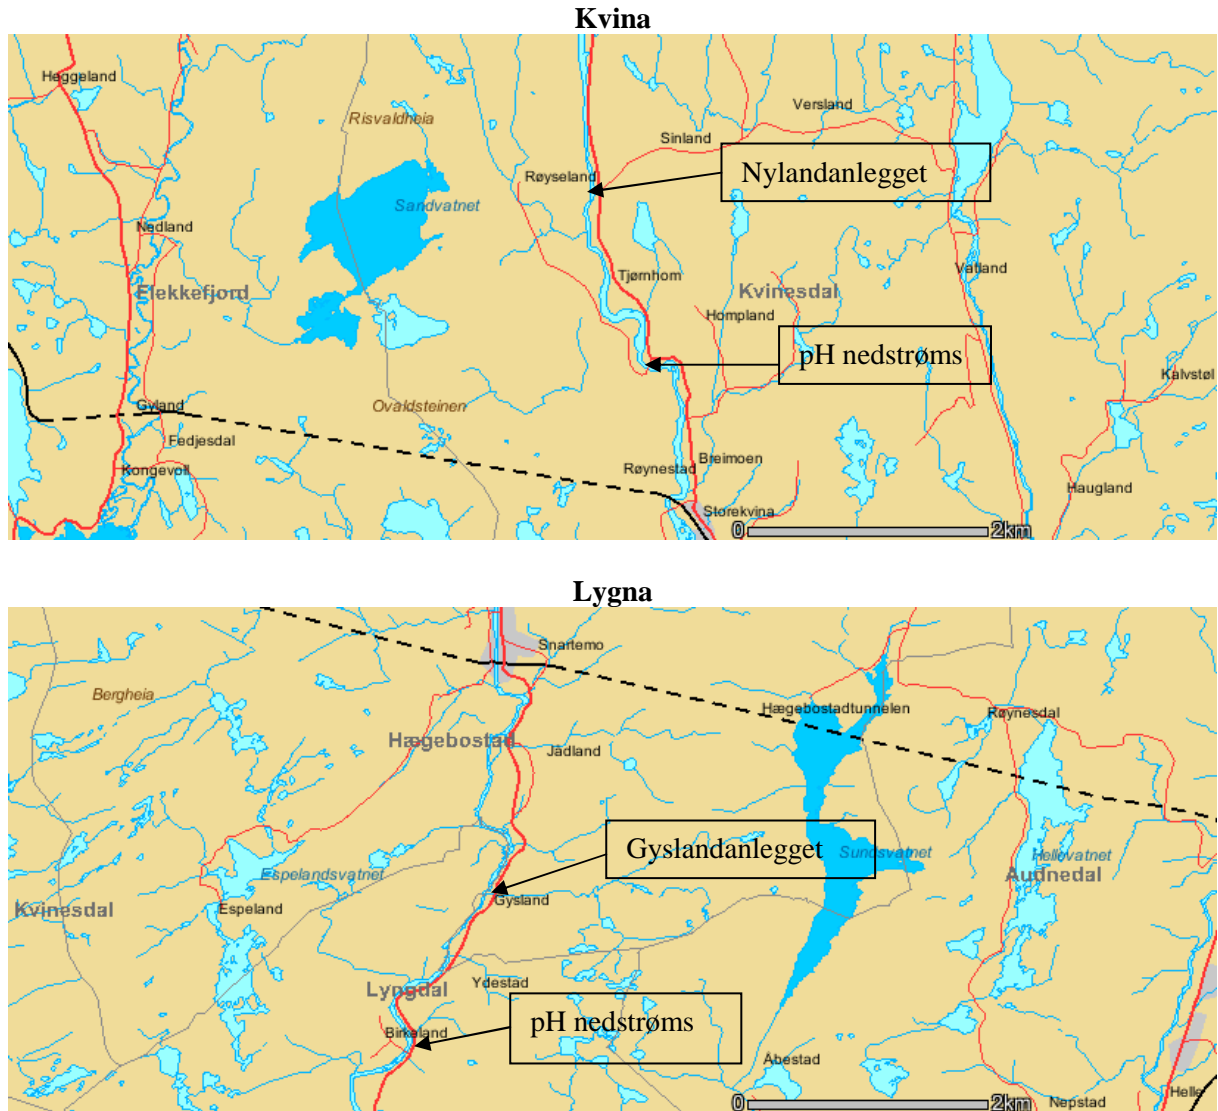 Kvina
Heggeland
Risvaldheia
Versland
Sinland
Nylandanlegget
Røyseland
Sandvatnet
Nedland
Tjørnhom
Vatland
Flekkefjord
Kvinesdal
Hompland
pH nedstrøms
Kalvstøl
Gyland
Ovaldsteinen
Fedjesdal
Kongevoll
Røynestad
Breimoen
Haugland
Storekvina
0 2km
Lygna
Snartemo
Bergheia
Hægebostadtunnelen
Røynesdal
Hægebostad
Jådland
Gyslandanlegget
Sundsvatnet
Hellevatnet
Espelandsvatnet
Audnedal
Gysland
Kvinesdal
Espeland
Ydestad
Lyngdal
pH nedstrøms
Birkeland
Åbestad
Helle
0 2km
Nepstad